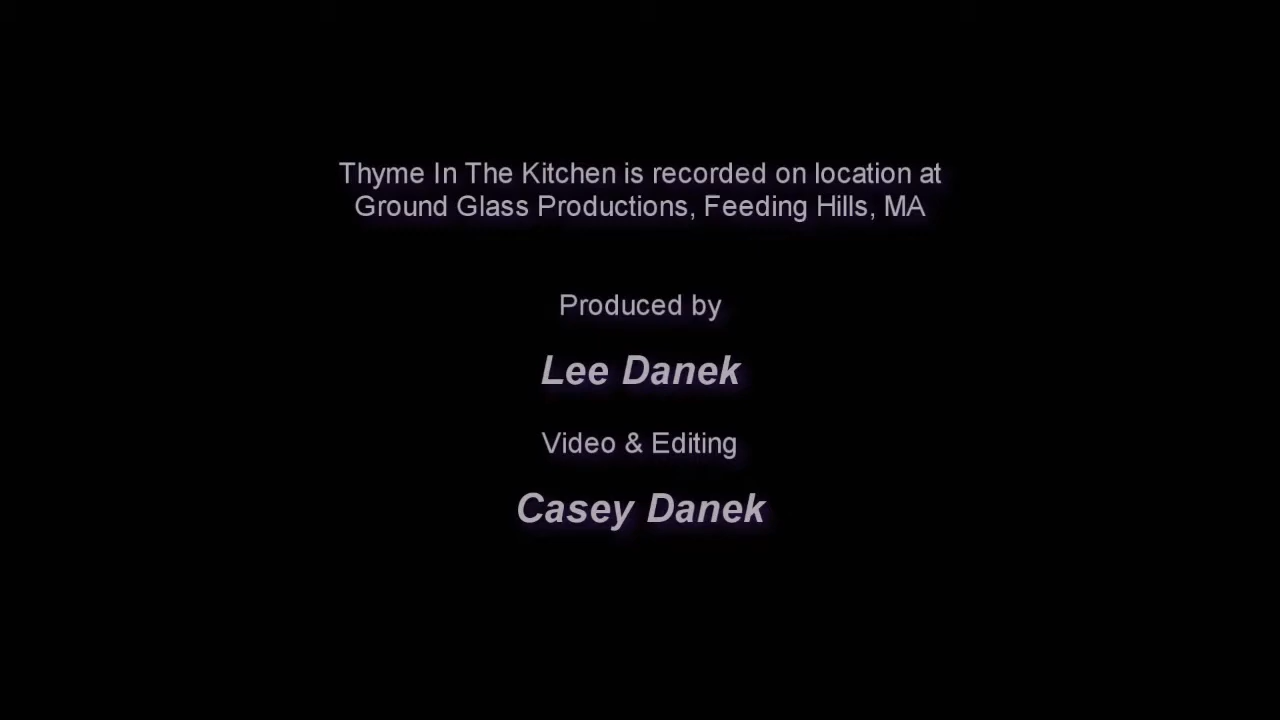 Thyme In The Kitchen is recorded on location at
Ground Glass Productions, Feeding Hills, MA
Produced by
Lee Danek
Video & Editing
Casey Danek